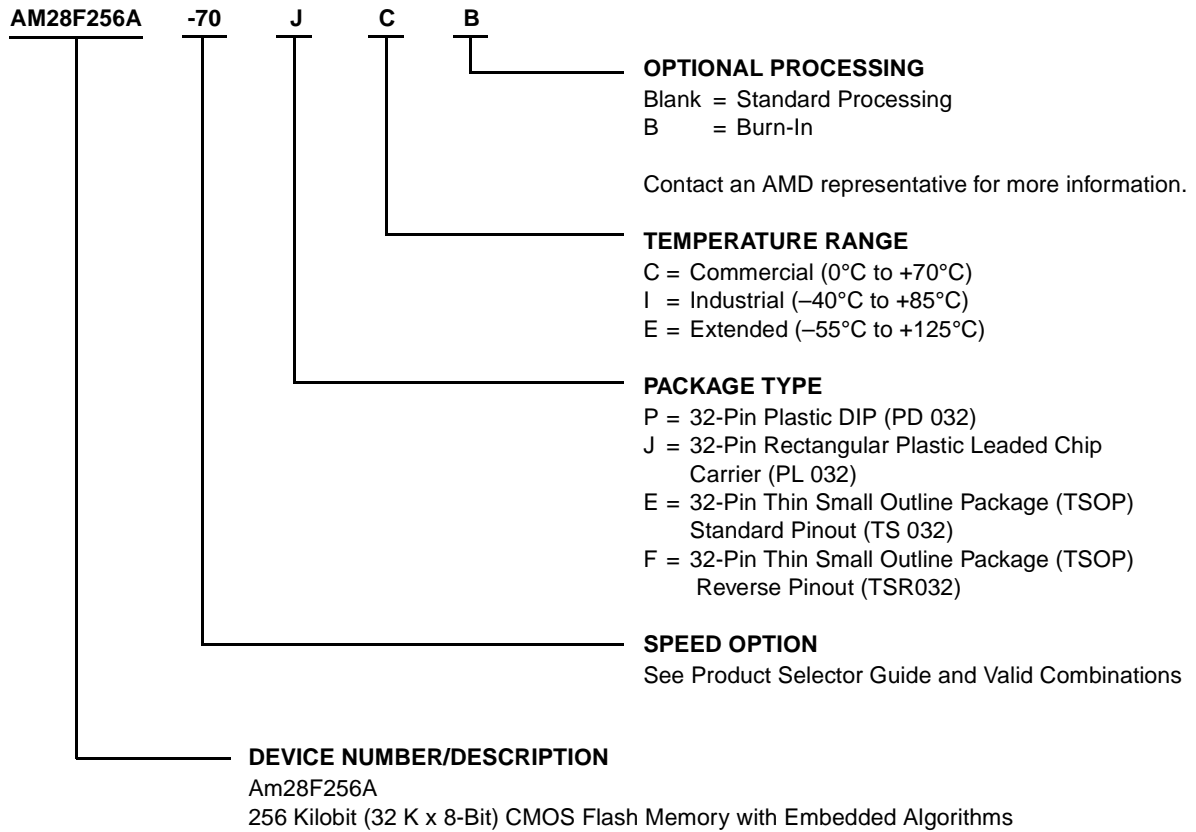 AM28F256A -70 J C B
OPTIONAL PROCESSING
Blank = Standard Processing
B = Burn-In
Contact an AMD representative for more information.
TEMPERATURE RANGE
C = Commercial (0°C to +70°C)
I = Industrial (–40°C to +85°C)
E = Extended (–55°C to +125°C)
PACKAGE TYPE
P = 32-Pin Plastic DIP (PD 032)
J = 32-Pin Rectangular Plastic Leaded Chip
Carrier (PL 032)
E = 32-Pin Thin Small Outline Package (TSOP)
Standard Pinout (TS 032)
F = 32-Pin Thin Small Outline Package (TSOP)
Reverse Pinout (TSR032)
SPEED OPTION
See Product Selector Guide and Valid Combinations
DEVICE NUMBER/DESCRIPTION
Am28F256A
256 Kilobit (32 K x 8-Bit) CMOS Flash Memory with Embedded Algorithms